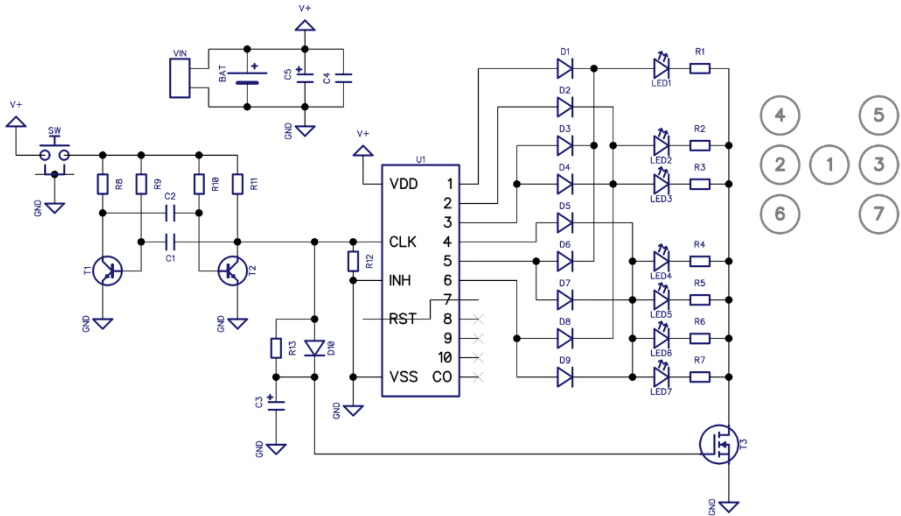 V+
VIN
BAT
C5
C4
GND
V+
SW
GND
R8
R9
R10
R11
C2
C1
T1
T2
GND
GND
V+
U1
VDD
CLK
INH
RST
VSS
1
2
3
4
5
6
7
8
9
10
CO
R12
R13
D10
C3
GND
GND
D1
D2
D3
D4
D5
D6
D7
D8
D9
LED1
LED2
LED3
LED4
LED5
LED6
LED7
R1
R2
R3
R4
R5
R6
R7
T3
GND
4 5
2 1 3
6 7